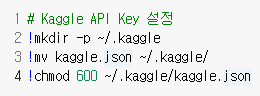 1 # Kaggle API Key 설정
2 !mkdir -p ~/.kaggle
3 !mv kaggle.json ~/.kaggle/
4 !chmod 600 ~/.kaggle/kaggle.json